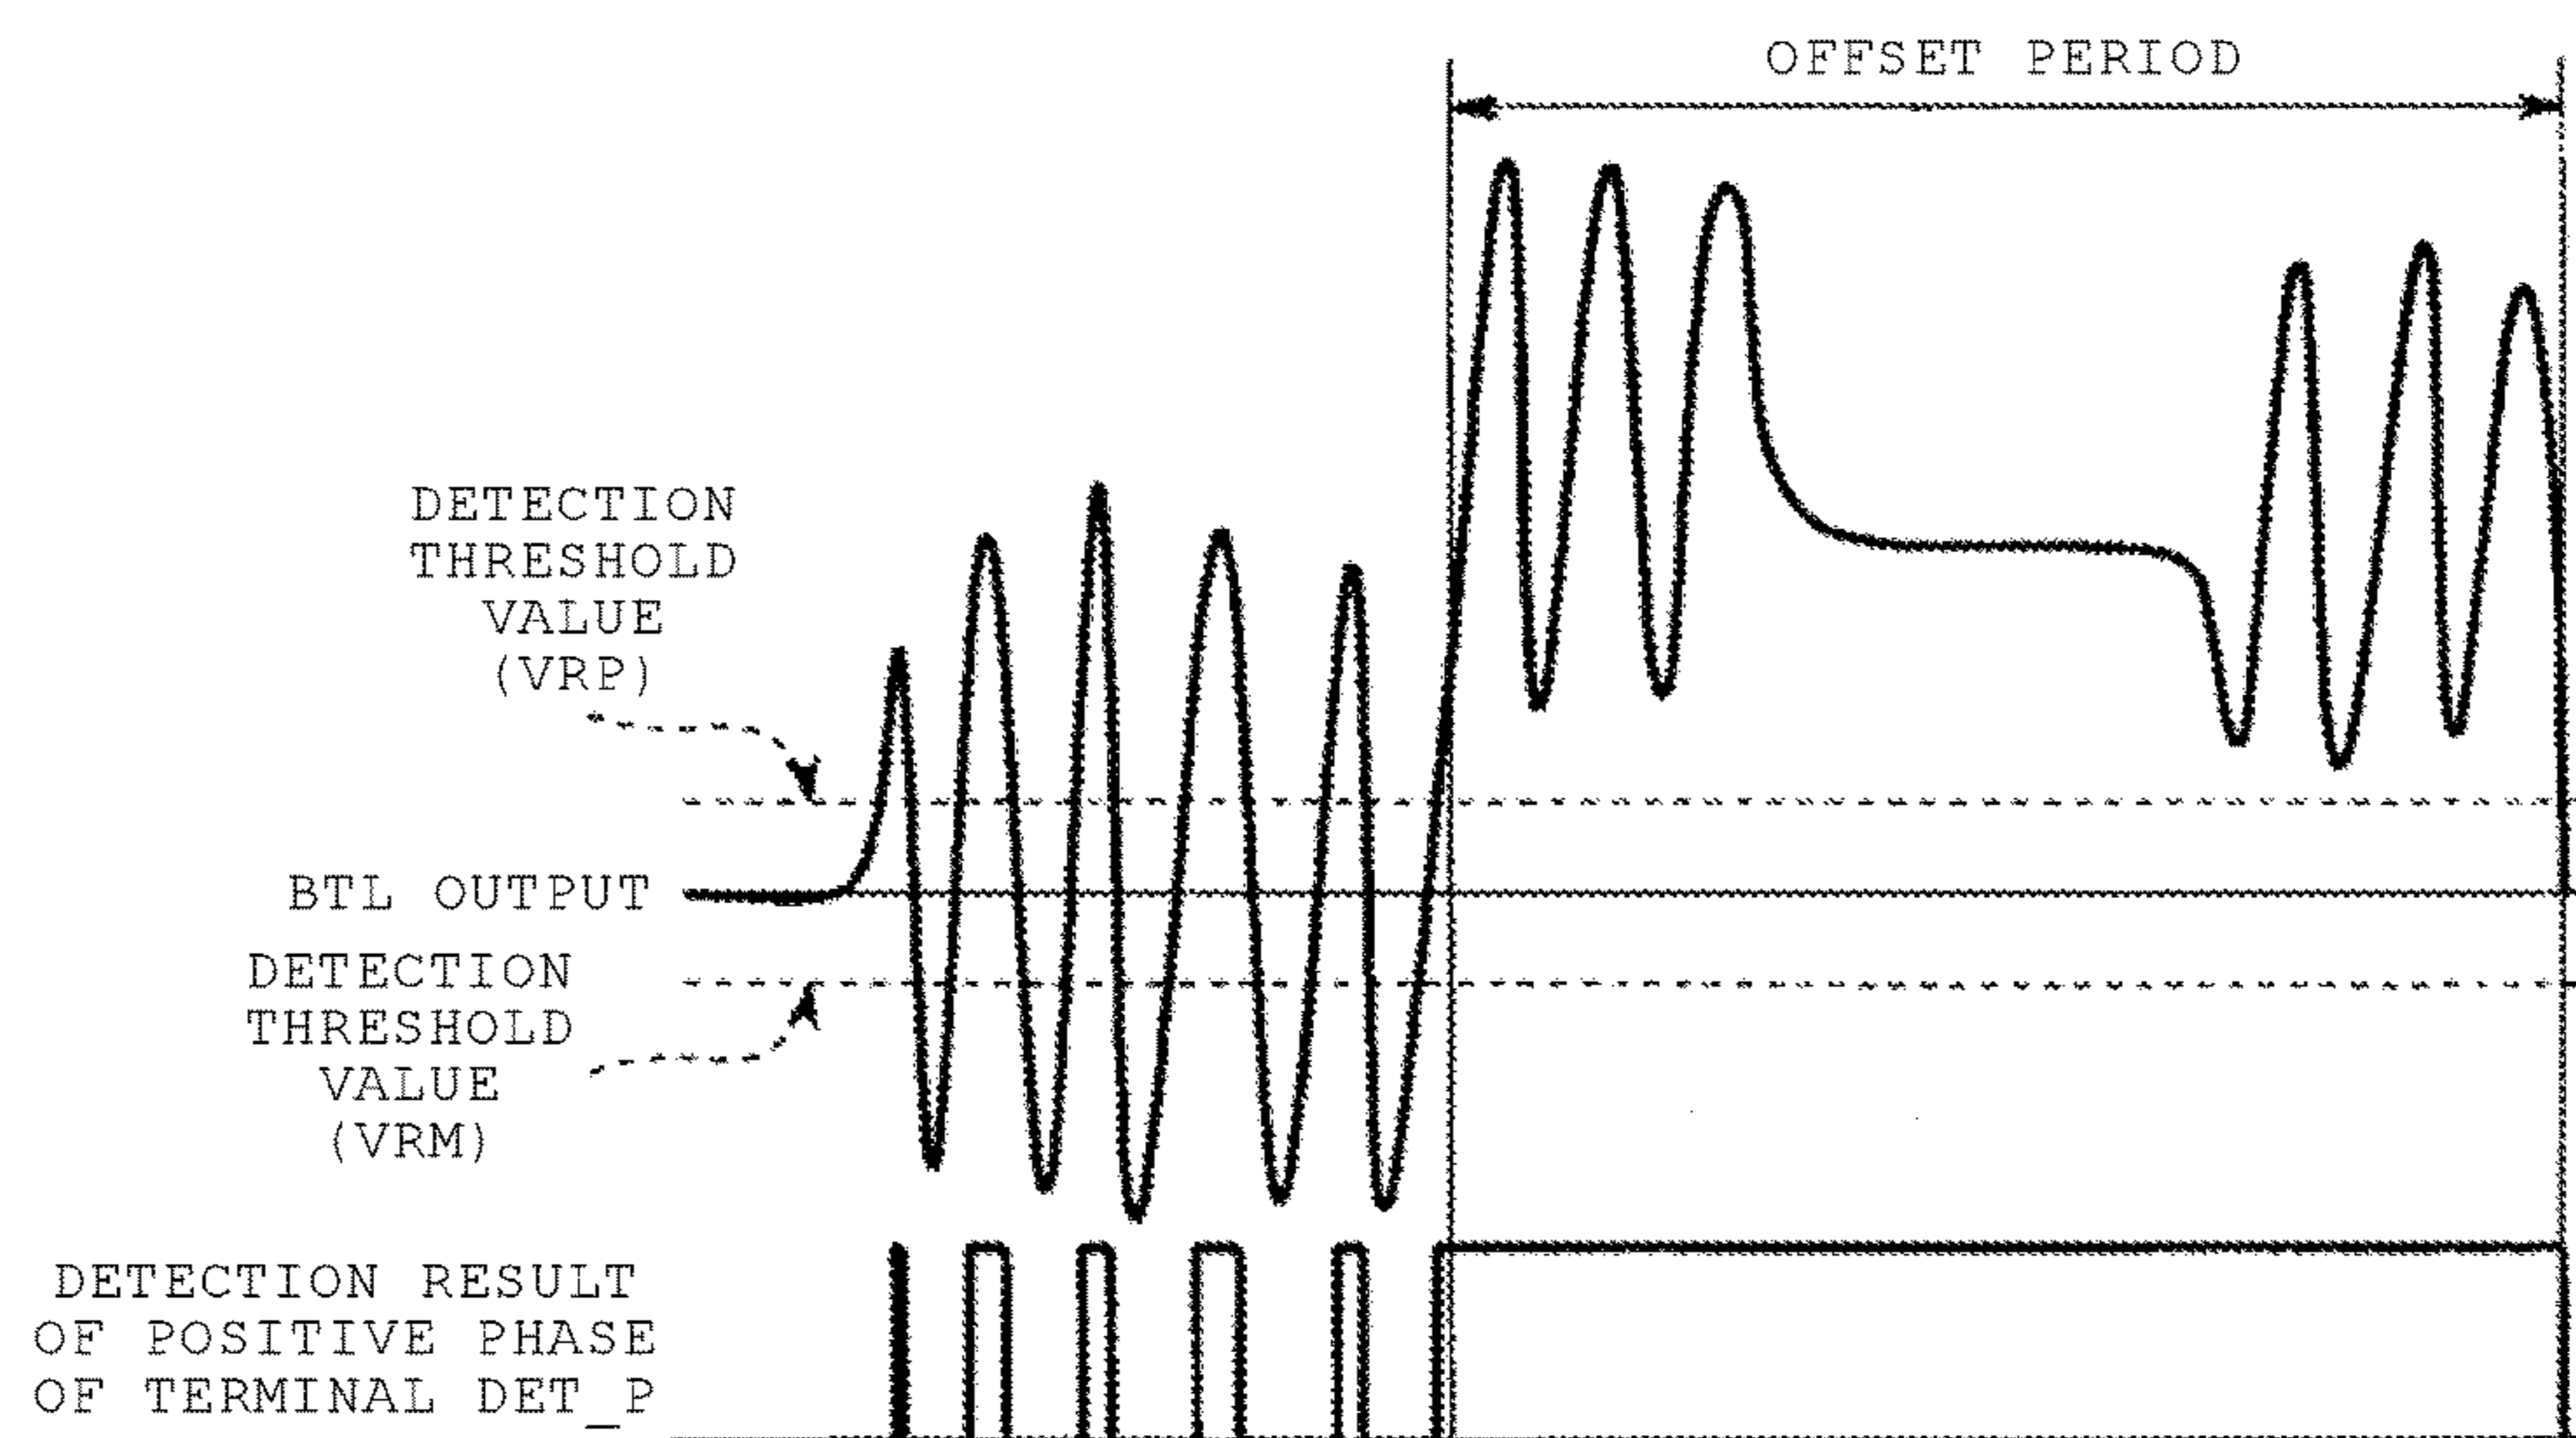 OFFSET PERIOD
DETECTION
THRESHOLD
VALUE
(VRP)
BTL OUTPUT
DETECTION
THRESHOLD
VALUE
(VRM)
DETECTION RESULT
OF POSITIVE PHASE
OF TERMINAL DET_P